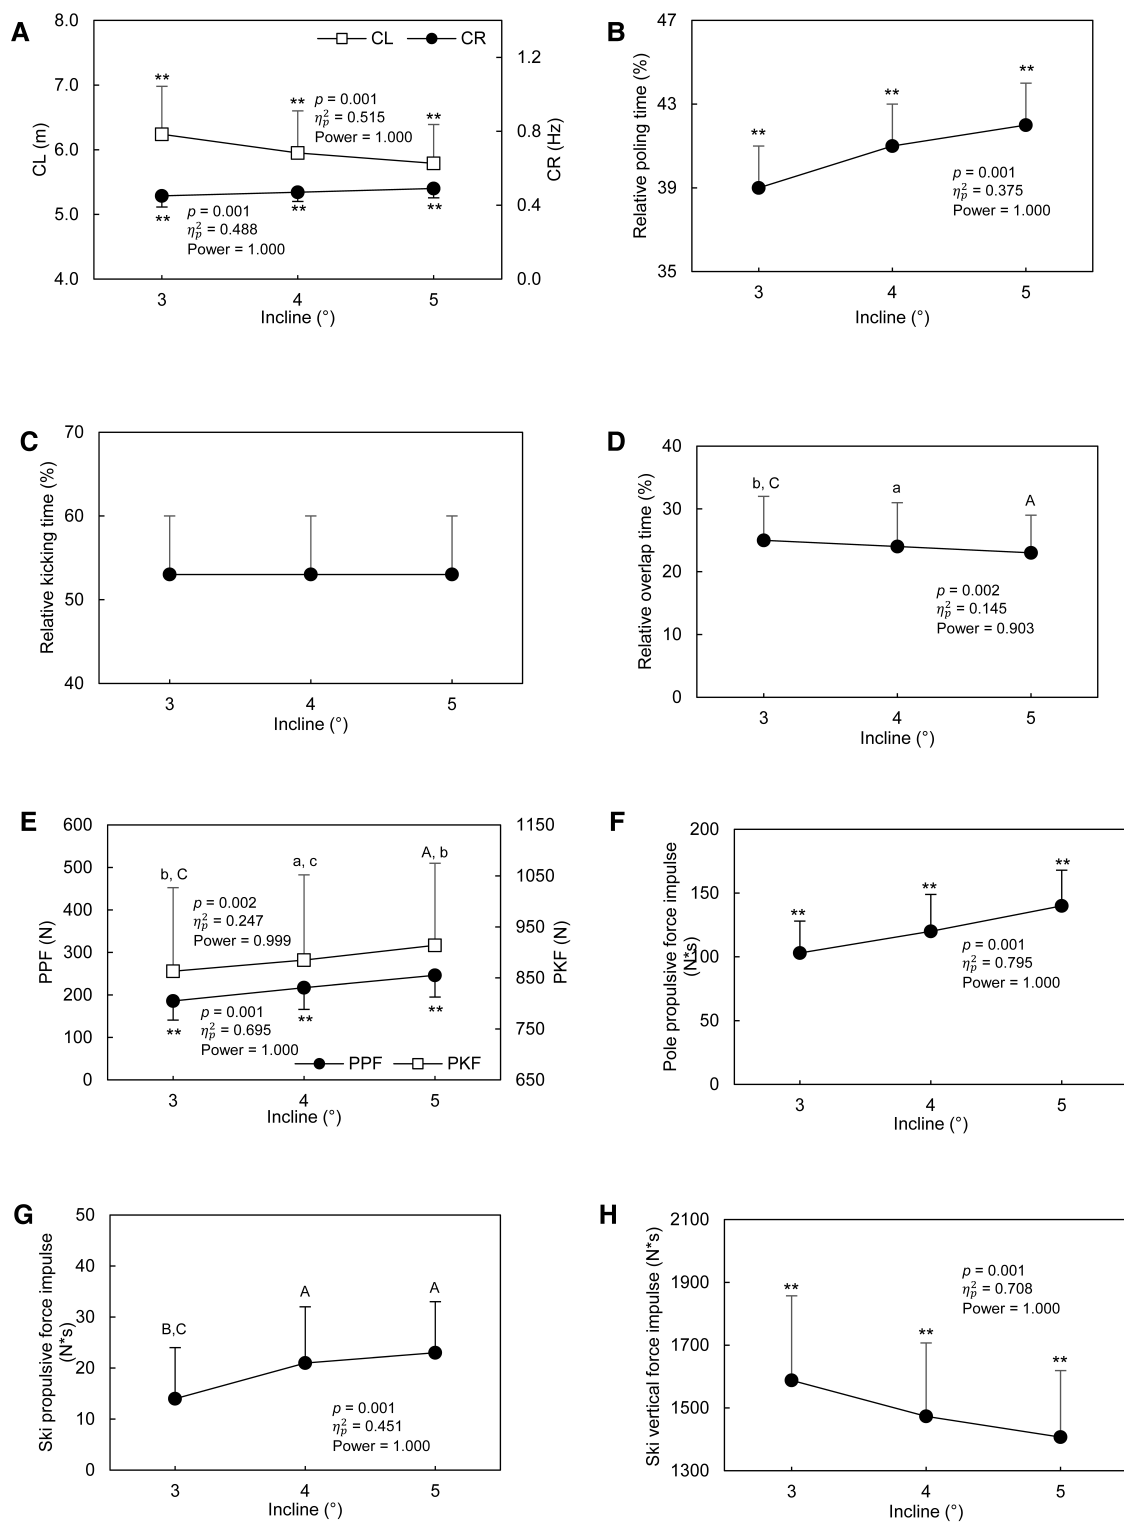 A
8.0
7.0
6.0
5.0
4.0
CL (m)
CL
CR
1.2
0.8
0.4
0.0
CR (Hz)
**
**
**
p = 0.001
η²p = 0.515
Power = 1.000
**
**
**
p = 0.001
η²p = 0.488
Power = 1.000
3
4
5
Incline (°)
B
47
43
39
35
Relative poling time (%)
**
**
**
p = 0.001
η²p = 0.375
Power = 1.000
3
4
5
Incline (°)
C
70
60
50
40
Relative kicking time (%)
3
4
5
Incline (°)
D
40
30
20
10
0
Relative overlap time (%)
b, C
a
A
p = 0.002
η²p = 0.145
Power = 0.903
3
4
5
Incline (°)
E
600
500
400
300
200
100
0
PPF (N)
1150
1050
950
850
750
650
PKF (N)
b, C
a, c
A, b
p = 0.002
η²p = 0.247
Power = 0.999
**
**
**
p = 0.001
η²p = 0.695
Power = 1.000
PPF
PKF
3
4
5
Incline (°)
F
200
150
100
50
0
Pole propulsive force impulse
(N*s)
**
**
**
p = 0.001
η²p = 0.795
Power = 1.000
3
4
5
Incline (°)
G
50
40
30
20
10
0
Ski propulsive force impulse
(N*s)
B,C
A
A
p = 0.001
η²p = 0.451
Power = 1.000
3
4
5
Incline (°)
H
2100
1900
1700
1500
1300
Ski vertical force impulse (N*s)
**
**
**
p = 0.001
η²p = 0.708
Power = 1.000
3
4
5
Incline (°)